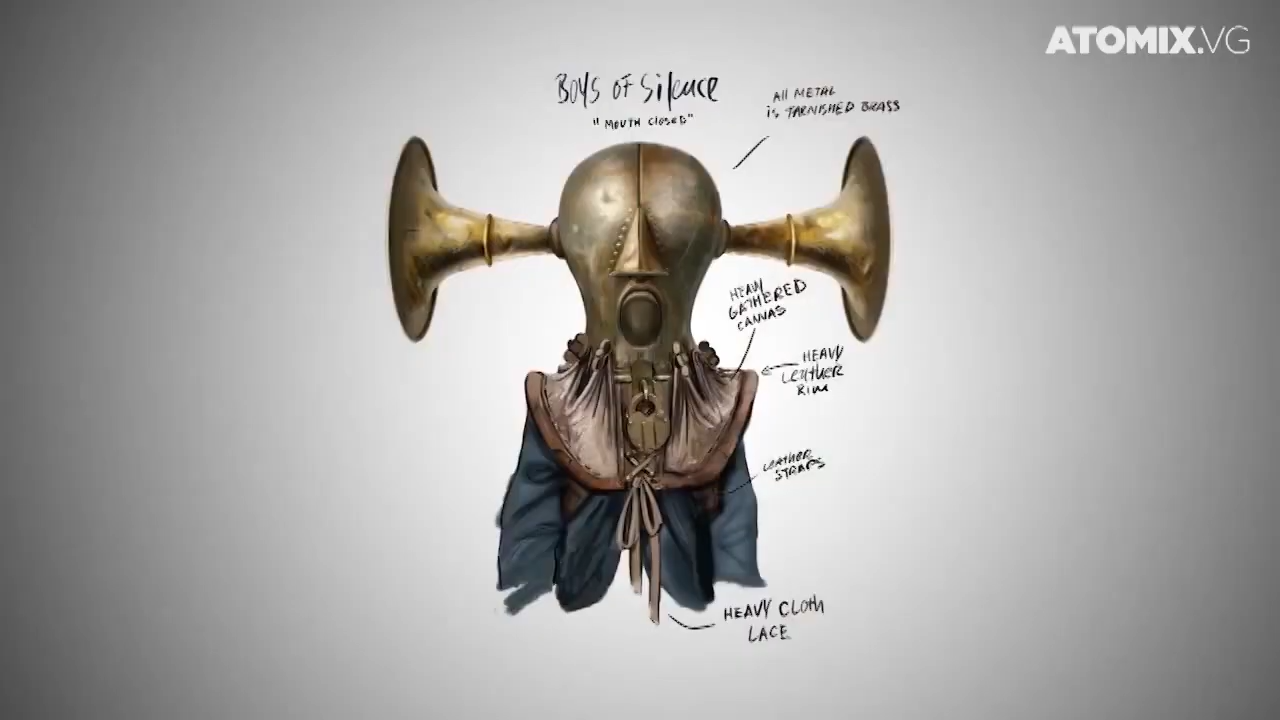 ATOMIX.VG
BOYS OF SilENCE
"MOUTH ClOSED"
All METAL
is TARNISHED BRASS
HEAVY
GATHERED
CANVAS
HEAVY
LEATHER
RIM
LEATHER
STRAPS
HEAVY CLOTH
LACE